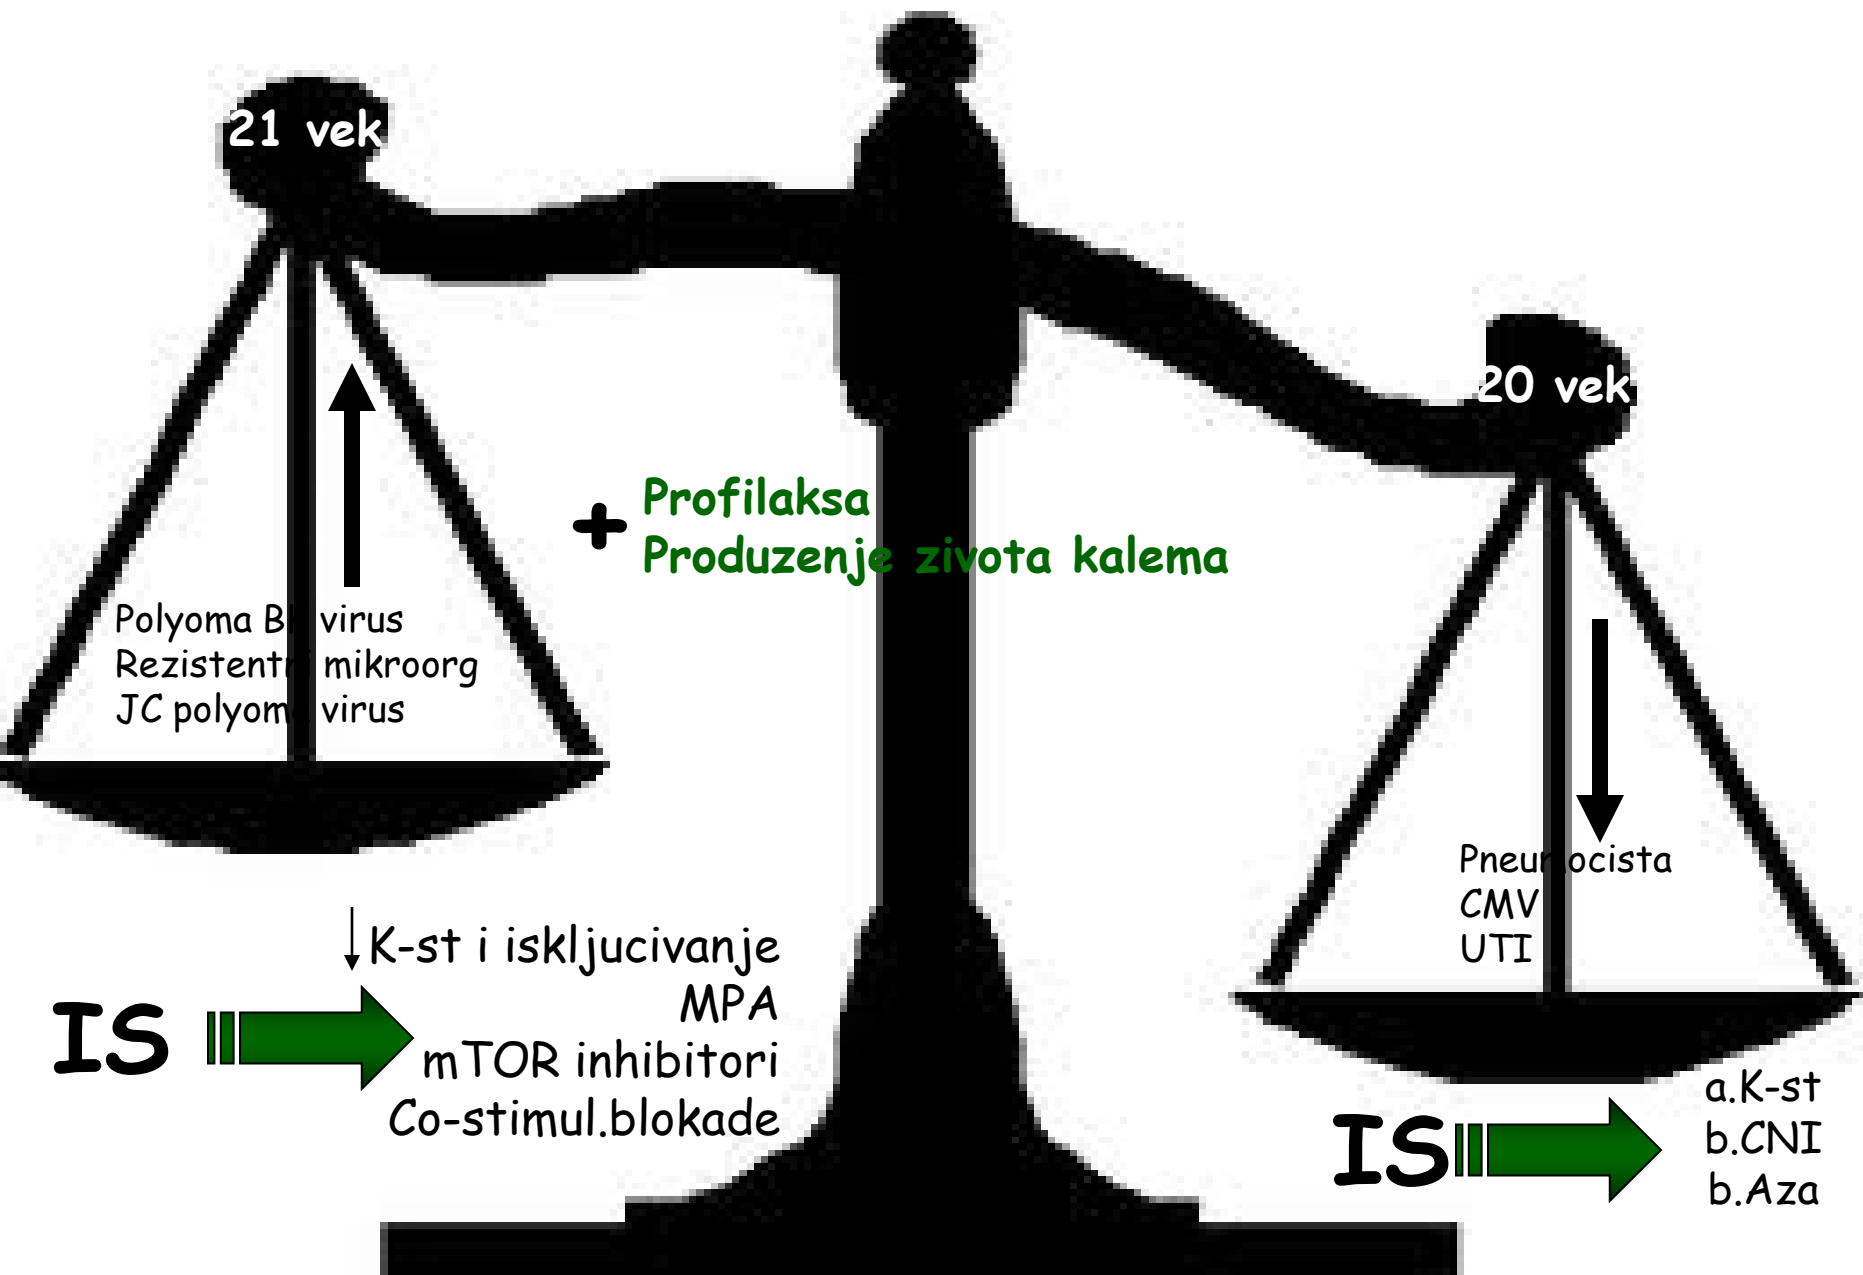 21 vek
20 vek
+ Profilaksa
Produzenje zivota kalema
Polyoma B virus
Rezistentni mikroorg
JC polyom virus
Pneumocista
CMV
UTI
↓K-st i iskljucivanje
MPA
mTOR inhibitori
Co-stimul.blokade
IS
IS
a.K-st
b.CNI
b.Aza